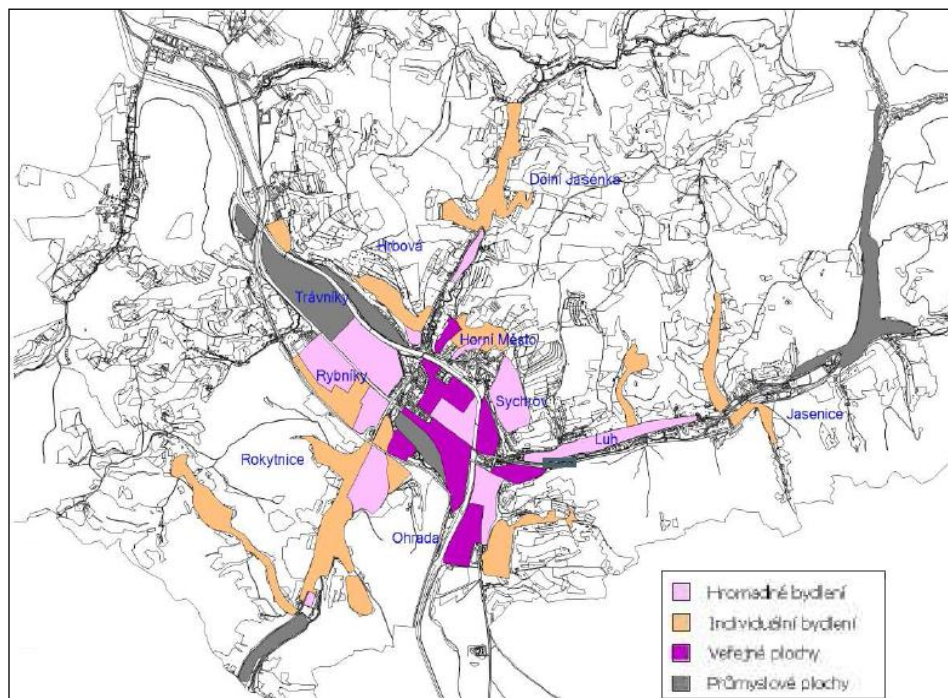 Dolní Jasenka
Hrbová
Trávníky
Horní Město
Rybníky
Sychrov
Jasenice
Luh
Rokytnice
Ohrada
Hromadné bydlení
Individuální bydlení
Veřejné plochy
Průmyslové plochy